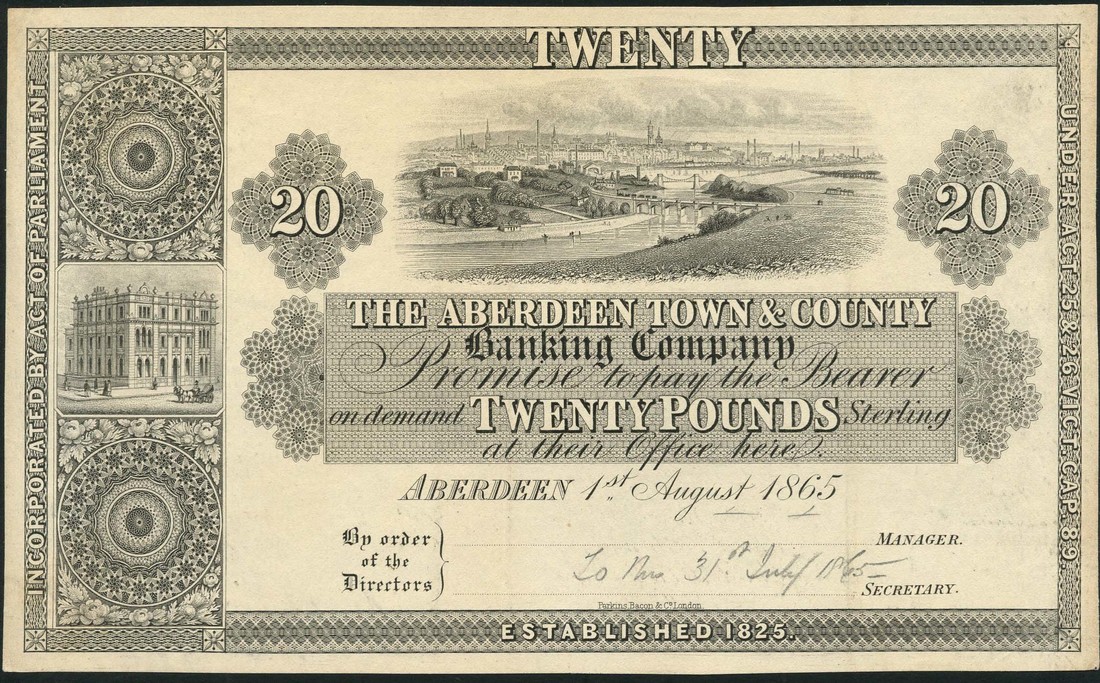 TWENTY
INCORPORATED BY ACT OF PARLIAMENT
UNDER ACT 25 & 26 VICT. CAP. 89
20
20
THE ABERDEEN TOWN & COUNTY
Banking Company
Promise to pay the Bearer
on demand TWENTY POUNDS Sterling
at their Office here.
ABERDEEN 1st August 1865
By order
of the
Directors
MANAGER.
31st July 1865
SECRETARY.
Perkins, Bacon & Co. London.
ESTABLISHED 1825.